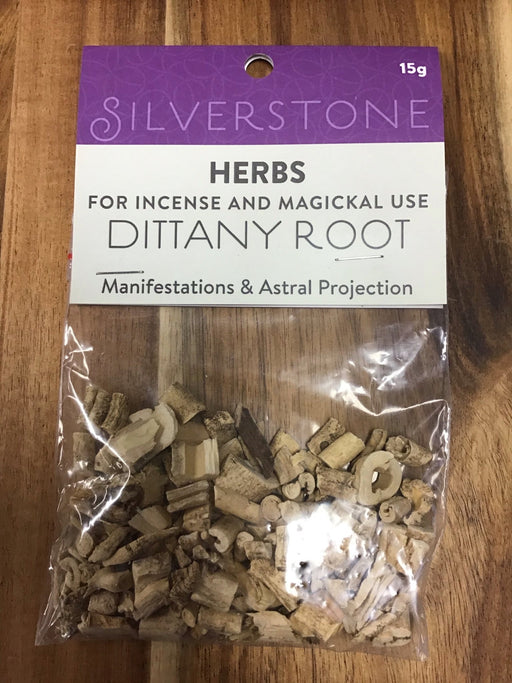 15g
SILVERSTONE
HERBS
FOR INCENSE AND MAGICKAL USE
DITTANY ROOT
Manifestations & Astral Projection